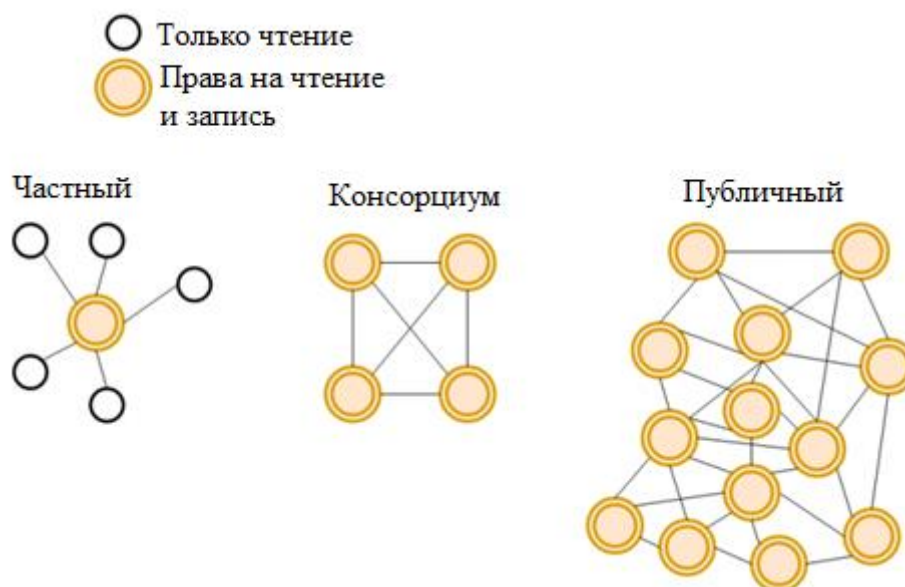 Только чтение
Права на чтение
и запись
Частный
Консорциум
Публичный